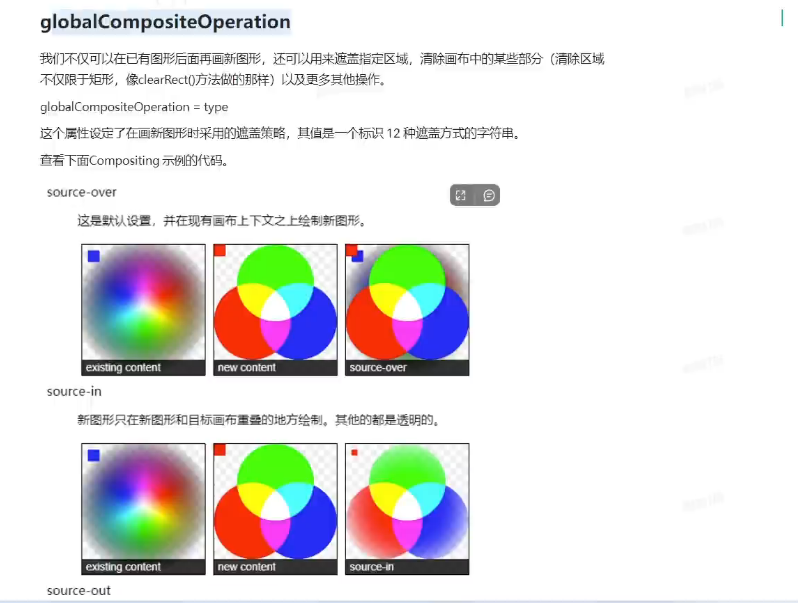 globalCompositeOperation
我们不仅可以在已有图形后面再画新图形，还可以用来遮盖指定区域，清除画布中的某些部分（清除区域
不仅限于矩形，像clearRect()方法做的那样）以及更多其他操作。
globalCompositeOperation = type
这个属性设定了在画新图形时采用的遮盖策略，其值是一个标识 12 种遮盖方式的字符串。
查看下面Compositing 示例的代码。
source-over
这是默认设置，并在现有画布上下文之上绘制新图形。
existing content new content source-over
source-in
新图形只在新图形和目标画布重叠的地方绘制。其他的都是透明的。
existing content new content source-in
source-out